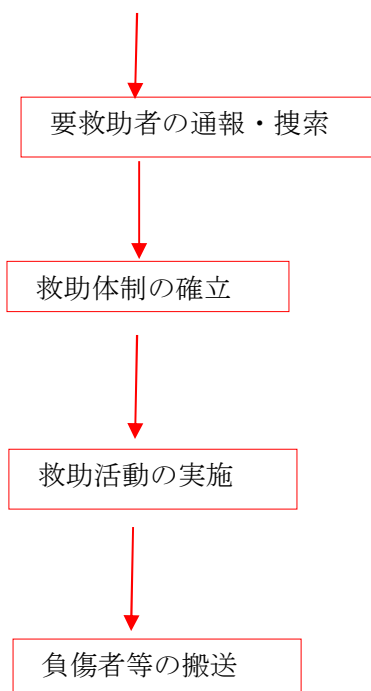 要救助者の通報・捜索
救助体制の確立
救助活動の実施
負傷者等の搬送